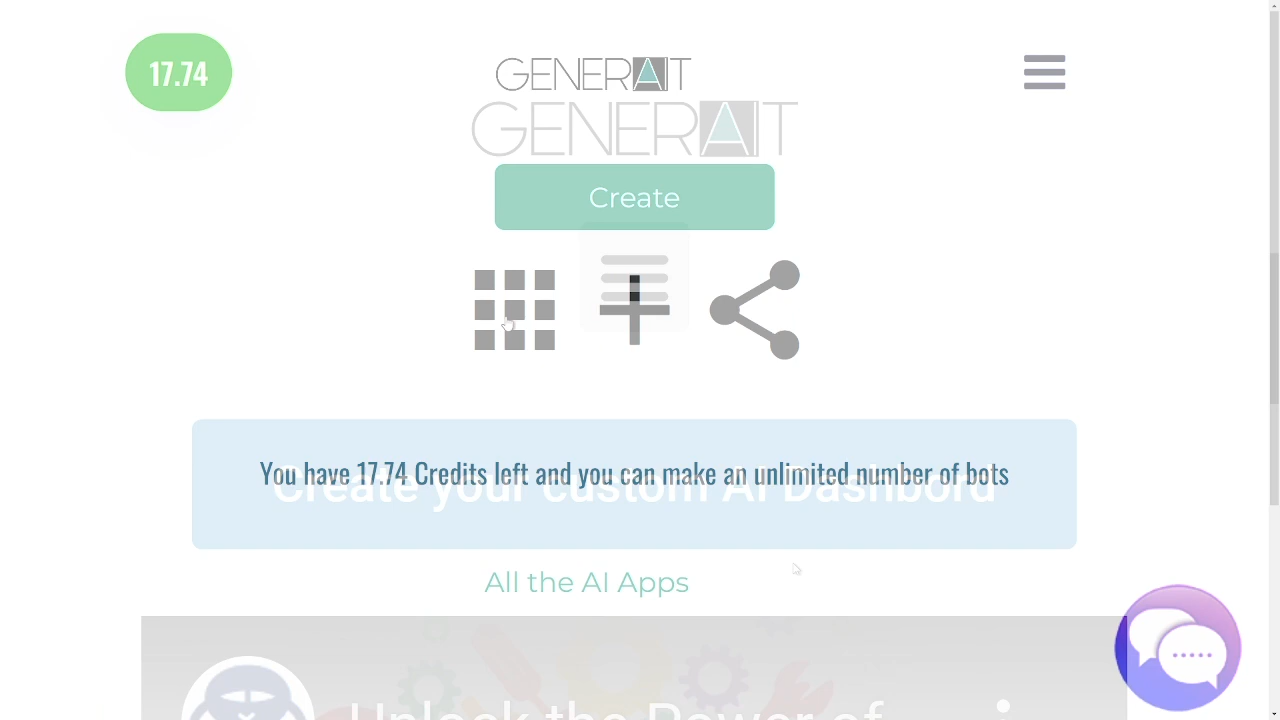 17.74
GENERAIT
GENERAIT
Create
You have 17.74 Credits left and you can make an unlimited number of bots
Create your custom AI Dashbord
All the AI Apps
Unlock the Power of